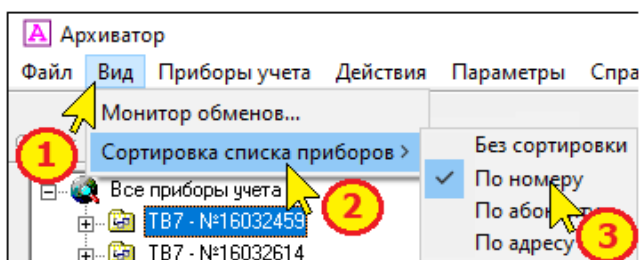 Архиватор
Файл Вид Приборы учета Действия Параметры Спра
Монитор обменов...
1 Сортировка списка приборов >
Без сортировки
Все приборы учета
2
По номеру
ТВ7 - №16032459
По або
3
ТВ7 - №16032614
По адресу